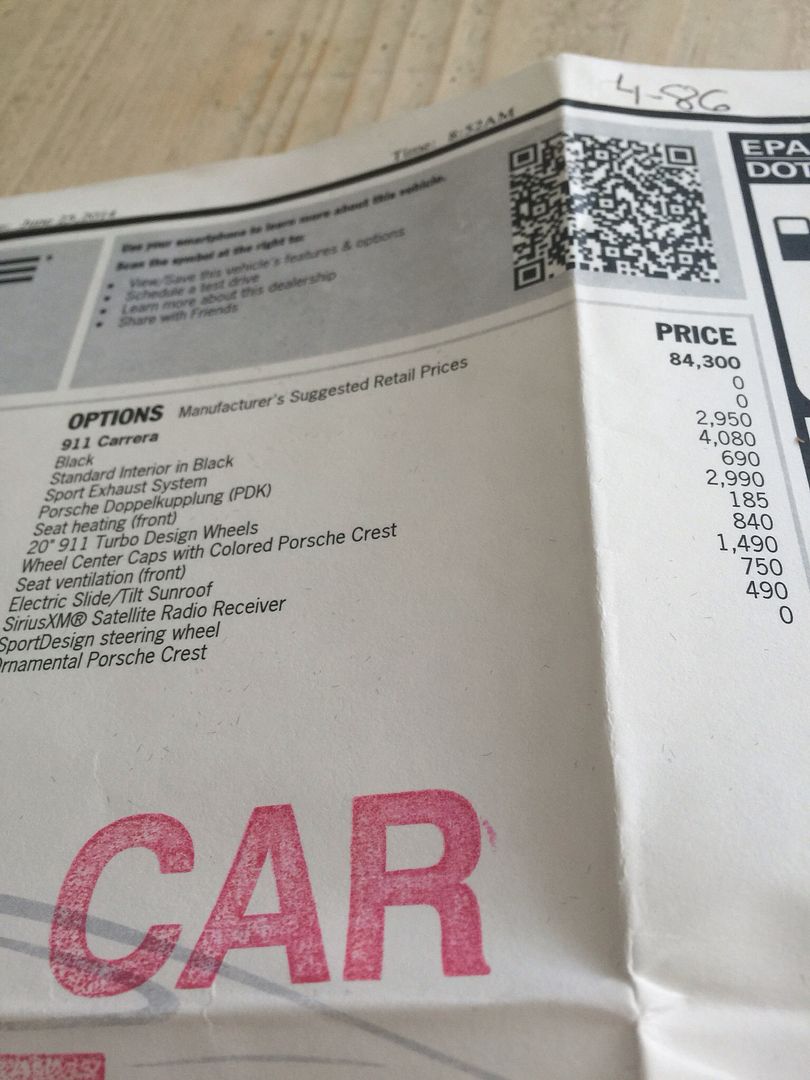 4-86
Time: 8:52AM
June 23, 2014
EPA
DOT
Use your smartphone to learn more about this vehicle.
Scan the symbol at the right to:
• View/Save this vehicle's features & options
• Schedule a test drive
• Learn more about this dealership
• Share with Friends
OPTIONS Manufacturer's Suggested Retail Prices PRICE
911 Carrera 84,300
Black 0
Standard Interior in Black 0
Sport Exhaust System 2,950
Porsche Doppelkupplung (PDK) 4,080
Seat heating (front) 690
20" 911 Turbo Design Wheels 2,990
Wheel Center Caps with Colored Porsche Crest 185
Seat ventilation (front) 840
Electric Slide/Tilt Sunroof 1,490
SiriusXM® Satellite Radio Receiver 750
SportDesign steering wheel 490
Ornamental Porsche Crest 0
CAR